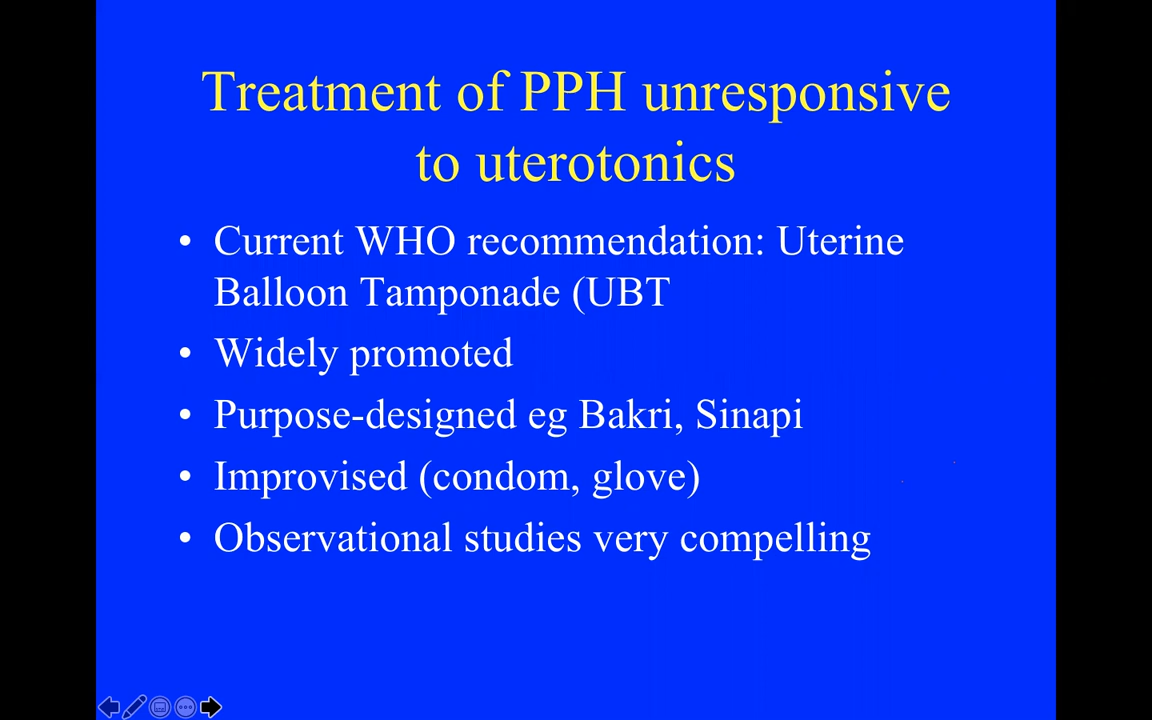 Treatment of PPH unresponsive
to uterotonics
• Current WHO recommendation: Uterine
Balloon Tamponade (UBT
• Widely promoted
• Purpose-designed eg Bakri, Sinapi
• Improvised (condom, glove)
• Observational studies very compelling